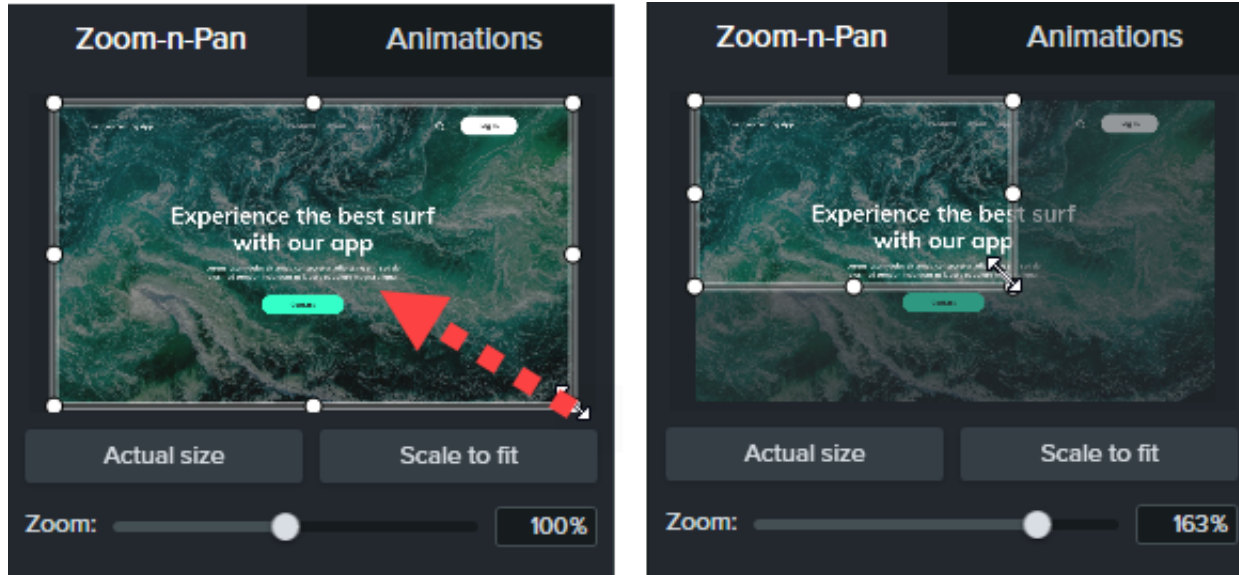 Zoom-n-Pan
Animations
Experience the best surf
with our app
Actual size
Scale to fit
Zoom:
100%
Zoom-n-Pan
Animations
Experience the best surf
with our app
Actual size
Scale to fit
Zoom:
163%